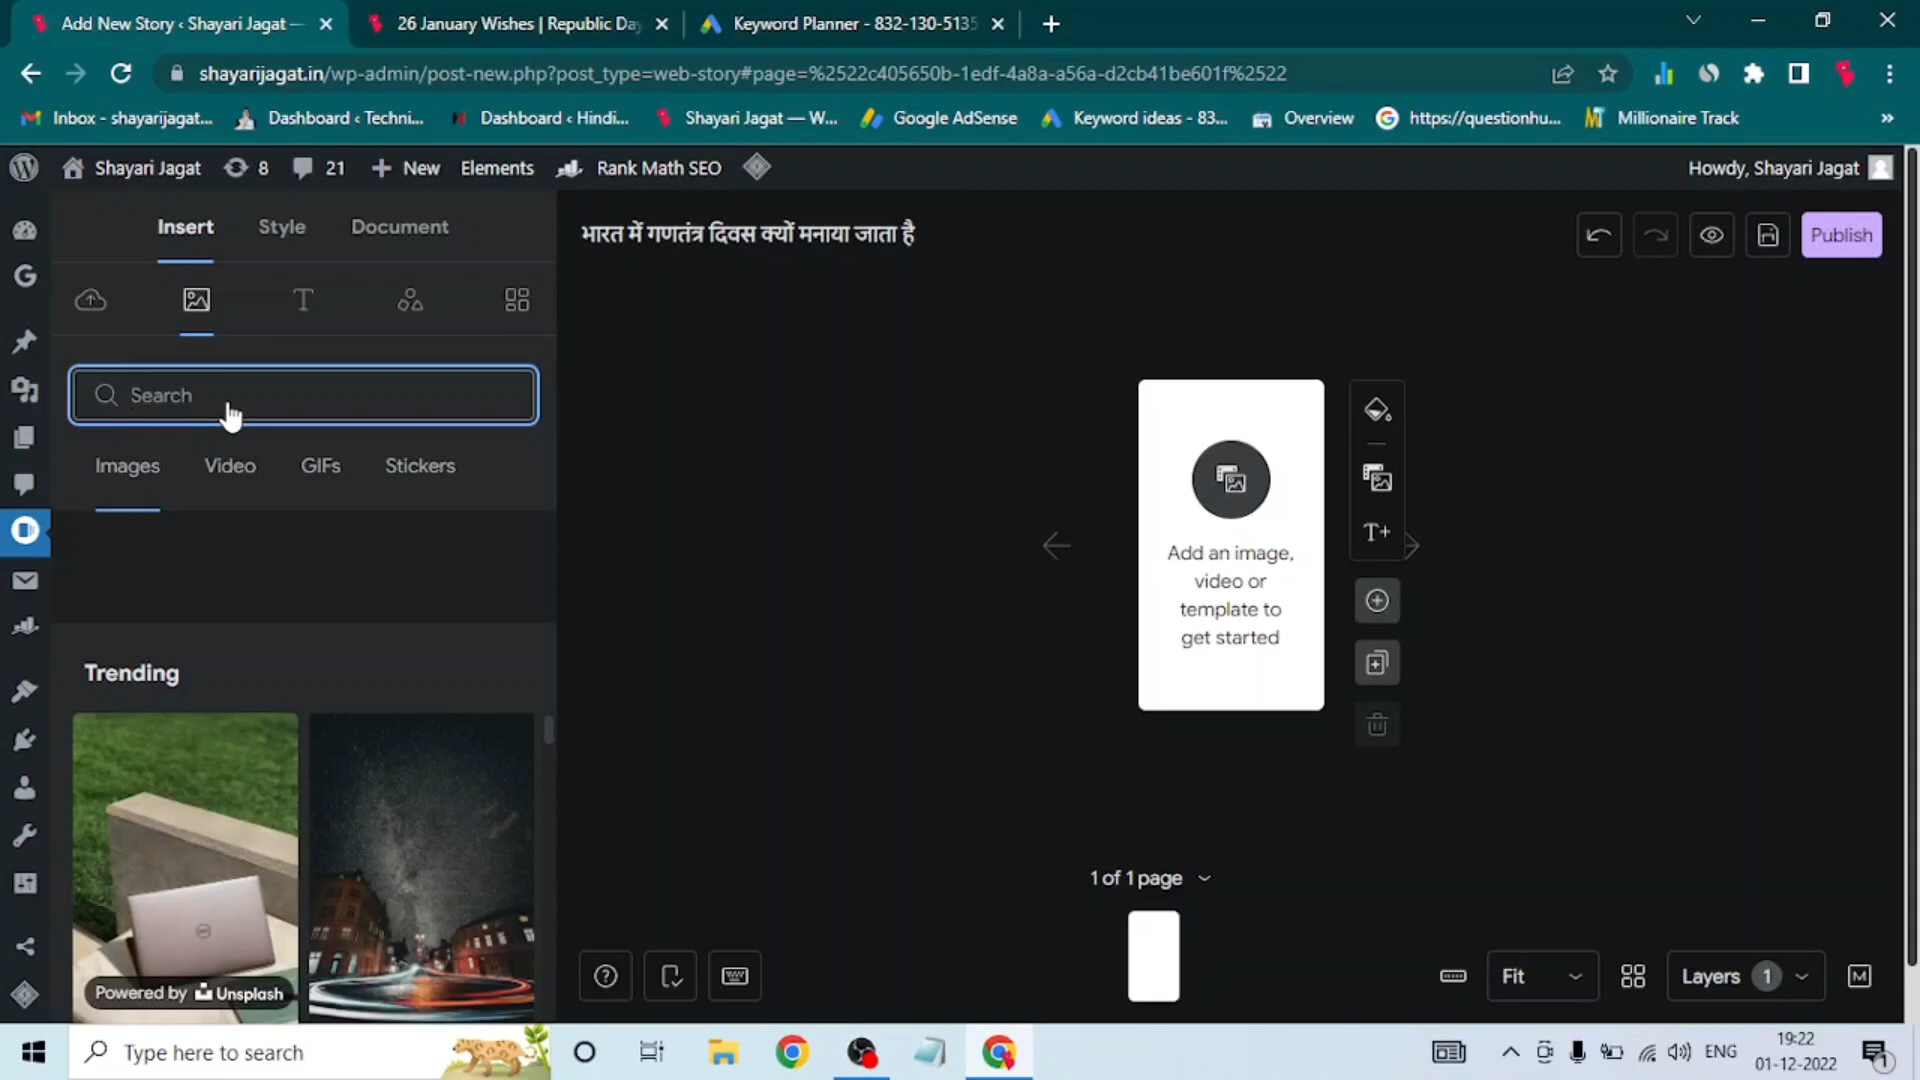 Add New Story ‹ Shayari Jagat —
26 January Wishes | Republic Day
Keyword Planner - 832-130-5135
shayarijagat.in/wp-admin/post-new.php?post_type=web-story#page=%2522c405650b-1edf-4a8a-a56a-d2cb41be601f%2522
Inbox - shayarijagat...
Dashboard ‹ Techni...
Dashboard ‹ Hindi...
Shayari Jagat — W...
Google AdSense
Keyword ideas - 83...
Overview
https://questionhu...
Millionaire Track
»
Shayari Jagat
8
21
New
Elements
Rank Math SEO
Howdy, Shayari Jagat
Insert
Style
Document
भारत में गणतंत्र दिवस क्यों मनाया जाता है
Publish
Search
Images
Video
GIFs
Stickers
T+
Add an image,
video or
template to
get started
Trending
Powered by Unsplash
1 of 1 page
Fit
Layers
1
Type here to search
ENG
19:22
01-12-2022
1